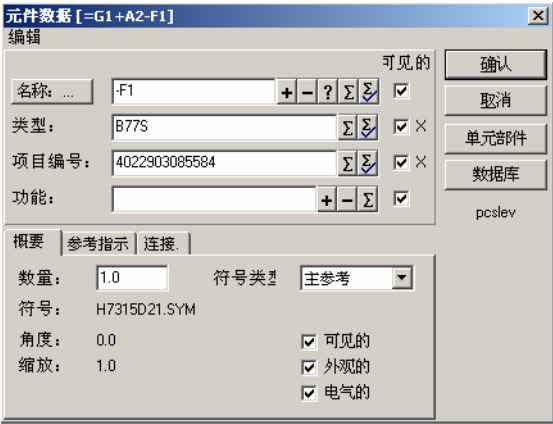 元件数据 [=G1+A2-F1]
编辑
可见的
名称: ... -F1 + - ? Σ Σ
确认
类型: B77S Σ Σ X
取消
项目编号: 4022903085584 Σ Σ X
单元部件
功能: + - Σ
数据库
pcslev
概要 参考指示 连接.
数量: 1.0 符号类型 主参考
符号: H7315D21.SYM
角度: 0.0 可见的
缩放: 1.0 外观的
电气的